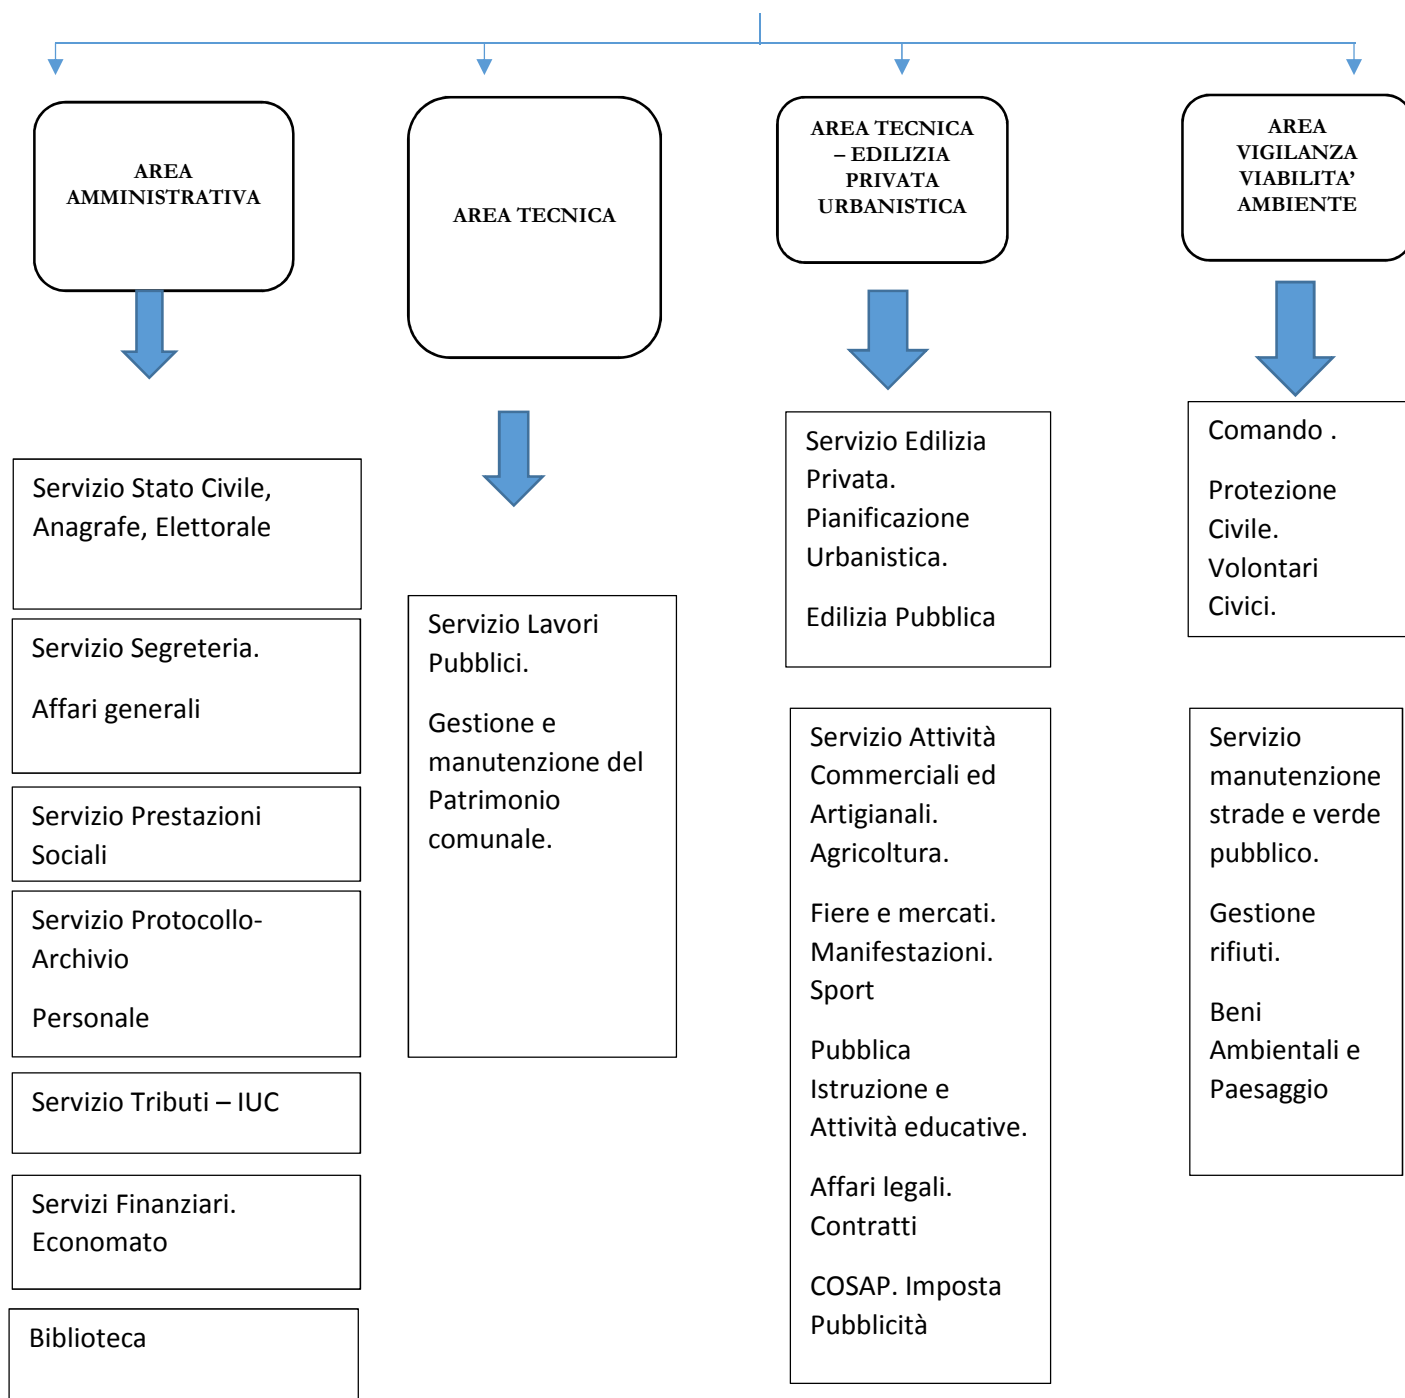 AREA
AMMINISTRATIVA
Servizio Stato Civile,
Anagrafe, Elettorale
Servizio Segreteria.
Affari generali
Servizio Prestazioni
Sociali
Servizio Protocollo-
Archivio
Personale
Servizio Tributi – IUC
Servizi Finanziari.
Economato
Biblioteca
AREA TECNICA
Servizio Lavori
Pubblici.
Gestione e
manutenzione del
Patrimonio
comunale.
AREA TECNICA
– EDILIZIA
PRIVATA
URBANISTICA
Servizio Edilizia
Privata.
Pianificazione
Urbanistica.
Edilizia Pubblica
Servizio Attività
Commerciali ed
Artigianali.
Agricoltura.
Fiere e mercati.
Manifestazioni.
Sport
Pubblica
Istruzione e
Attività educative.
Affari legali.
Contratti
COSAP. Imposta
Pubblicità
AREA
VIGILANZA
VIABILITA’
AMBIENTE
Comando .
Protezione
Civile.
Volontari
Civici.
Servizio
manutenzione
strade e verde
pubblico.
Gestione
rifiuti.
Beni
Ambientali e
Paesaggio